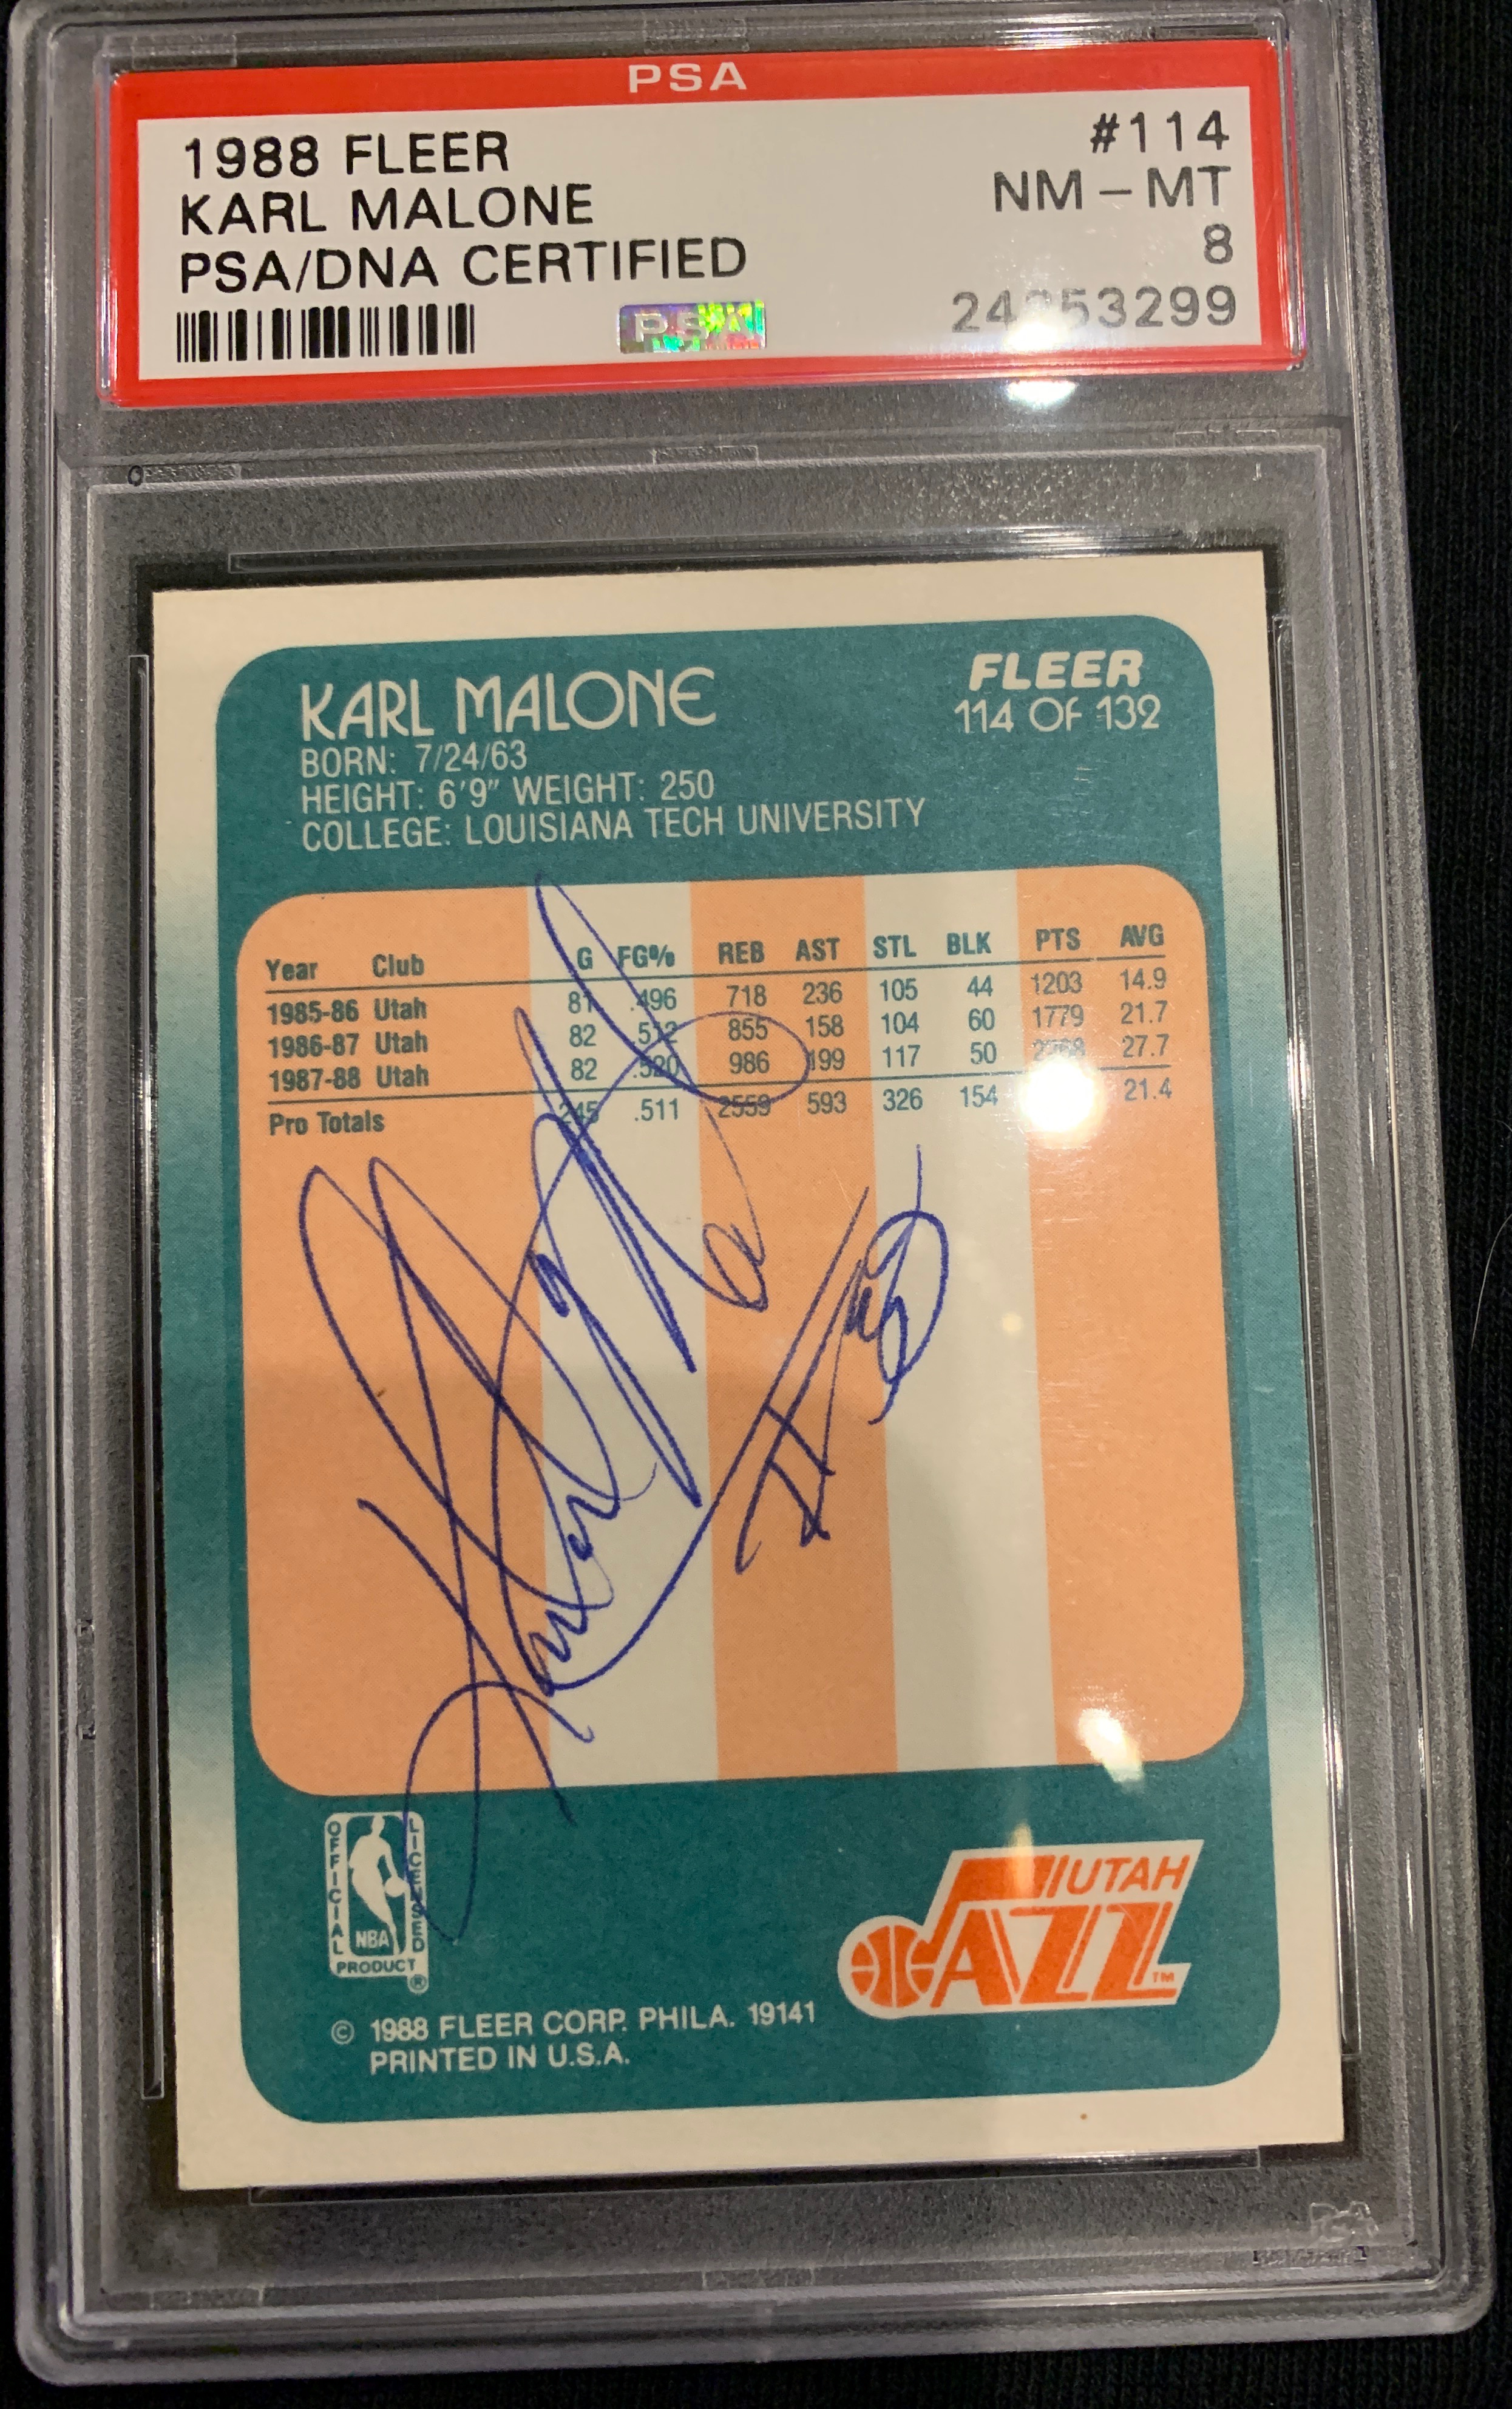 PSA
1988 FLEER #114
KARL MALONE NM - MT
PSA/DNA CERTIFIED 8
PSA
KARL MALONE FLEER
BORN: 7/24/63 114 OF 132
HEIGHT: 6'9" WEIGHT: 250
COLLEGE: LOUISIANA TECH UNIVERSITY
Year Club G FG% REB AST STL BLK PTS AVG
1985-86 Utah 81 .496 718 236 105 44 1203 14.9
1986-87 Utah 82 .512 855 158 104 60 1779 21.7
1987-88 Utah 82 .520 986 199 117 50 27.7
Pro Totals 245 .511 2559 593 326 154 21.4
Karl Malone
OFFICIAL LICENSED
NBA
PRODUCT ®
UTAH
JAZZ TM
© 1988 FLEER CORP. PHILA. 19141
PRINTED IN U.S.A.